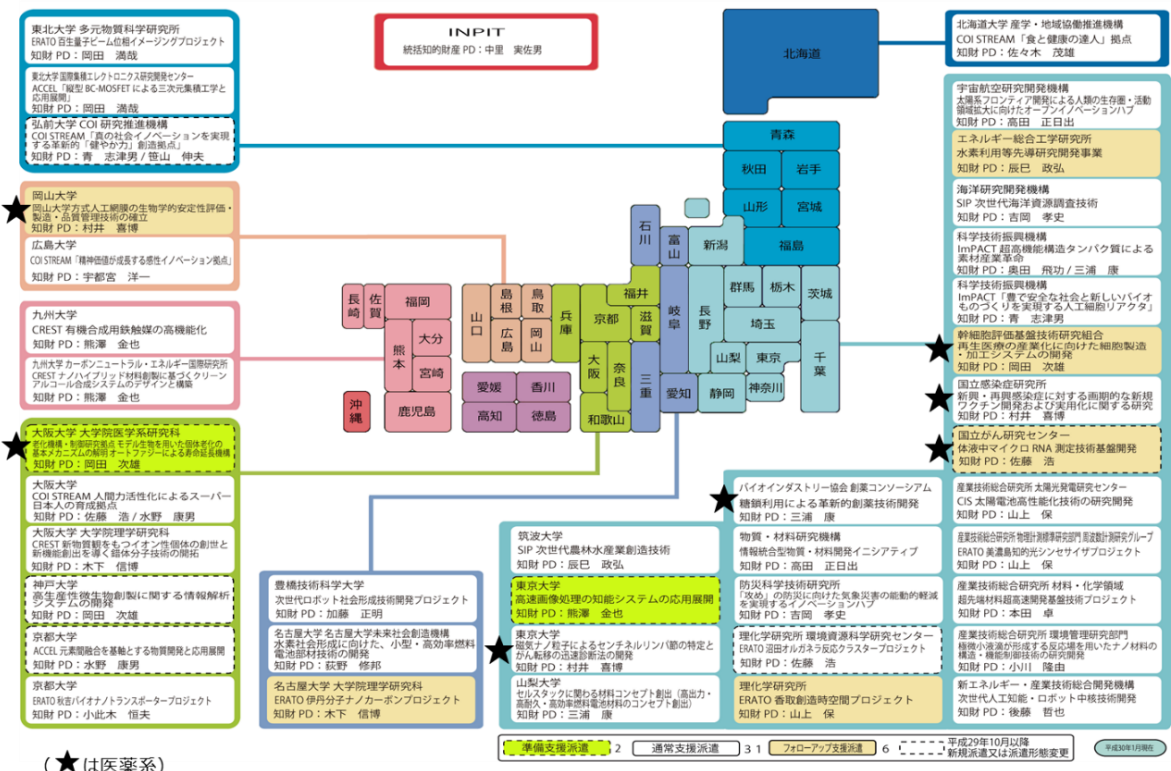 東北大学 多元物質科学研究所
ERATO 百生量子ビーム位相イメージングプロジェクト
知財 PD：岡田　満哉
東北大学 国際集積エレクトロニクス研究開発センター
ACCEL「縦型 BC-MOSFET による三次元集積工学と
応用展開」
知財 PD：岡田　満哉
弘前大学 COI 研究推進機構
COI STREAM「真の社会イノベーションを実現
する革新的「健やか力」創造拠点」
知財 PD：青　志津男 / 笹山　伸夫
岡山大学
岡山大学方式人工網膜の生物学的安定性評価・
製造・品質管理技術の確立
知財 PD：村井　喜博
広島大学
COI STREAM「精神価値が成長する感性イノベーション拠点」
知財 PD：宇都宮　洋一
九州大学
CREST 有機合成用鉄触媒の高機能化
知財 PD：熊澤　金也
九州大学 カーボンニュートラル・エネルギー国際研究所
CREST ナノハイブリッド材料創製に基づくクリーン
アルコール合成システムのデザインと構築
知財 PD：熊澤　金也
大阪大学 大学院医学系研究科
老化機構・制御研究拠点 モデル生物を用いた個体老化の
基本メカニズムの解明 オートファジーによる寿命延長機構
知財 PD：岡田　次雄
大阪大学
COI STREAM 人間力活性化によるスーパー
日本人の育成拠点
知財 PD：佐藤　浩 / 水野　康男
大阪大学 大学院理学研究科
CREST 新物質観をもつイオン性個体の創世と
新機能創出を導く錯体分子技術の開拓
知財 PD：木下　信博
神戸大学
高生産性微生物創製に関する情報解析
システムの開発
知財 PD：岡田　次雄
京都大学
ACCEL 元素間融合を基軸とする物質開発と応用展開
知財 PD：水野　康男
京都大学
ERATO 秋吉バイオナノトランスポータープロジェクト
知財 PD：小此木　恒夫
（★は医薬系）
INPIT
統括知的財産 PD：中里　実佐男
北海道
青森
秋田
岩手
山形
宮城
福島
石川
富山
新潟
福井
岐阜
長野
群馬
栃木
茨城
埼玉
山梨
東京
千葉
静岡
神奈川
愛知
三重
滋賀
京都
兵庫
大阪
奈良
和歌山
鳥取
島根
岡山
広島
山口
愛媛
香川
高知
徳島
福岡
佐賀
長崎
大分
熊本
宮崎
鹿児島
沖縄
豊橋技術科学大学
次世代ロボット社会形成技術開発プロジェクト
知財 PD：加藤　正明
名古屋大学 名古屋大学未来社会創造機構
水素社会形成に向けた、小型・高効率燃料
電池部材技術の開発
知財 PD：荻野　修邦
名古屋大学 大学院理学研究科
ERATO 伊丹分子ナノカーボンプロジェクト
知財 PD：木下　信博
筑波大学
SIP 次世代農林水産業創造技術
知財 PD：辰巳　政弘
東京大学
高速画像処理の知能システムの応用展開
知財 PD：熊澤　金也
東京大学
磁気ナノ粒子によるセンチネルリンパ節の特定と
がん転移の迅速診断法の開発
知財 PD：村井　喜博
山梨大学
セルスタックに関わる材料コンセプト創出（高出力・
高耐久・高効率燃料電池材料のコンセプト創出）
知財 PD：三浦　康
バイオインダストリー協会 創薬コンソーシアム
糖鎖利用による革新的創薬技術開発
知財 PD：三浦　康
物質・材料研究機構
情報統合型物質・材料開発イニシアティブ
知財 PD：高田　正日出
防災科学技術研究所
「攻め」の防災に向けた気象災害の能動的軽減
を実現するイノベーションハブ
知財 PD：吉岡　孝史
理化学研究所 環境資源科学研究センター
ERATO 沼田オルガネラ反応クラスタープロジェクト
知財 PD：佐藤　浩
理化学研究所
ERATO 香取創造時空間プロジェクト
知財 PD：山上　保
北海道大学 産学・地域協働推進機構
COI STREAM「食と健康の達人」拠点
知財 PD：佐々木　茂雄
宇宙航空研究開発機構
太陽系フロンティア開発による人類の生存圏・活動
領域拡大に向けたオープンイノベーションハブ
知財 PD：高田　正日出
エネルギー総合工学研究所
水素利用等先導研究開発事業
知財 PD：辰巳　政弘
海洋研究開発機構
SIP 次世代海洋資源調査技術
知財 PD：吉岡　孝史
科学技術振興機構
ImPACT 超高機能構造タンパク質による
素材産業革命
知財 PD：奥田　飛功 / 三浦　康
科学技術振興機構
ImPACT「豊で安全な社会と新しいバイオ
ものづくりを実現する人工細胞リアクタ」
知財 PD：青　志津男
幹細胞評価基盤技術研究組合
再生医療の産業化に向けた細胞製造
・加工システムの開発
知財 PD：岡田　次雄
国立感染症研究所
新興・再興感染症に対する画期的な新規
ワクチン開発および実用化に関する研究
知財 PD：村井　喜博
国立がん研究センター
体液中マイクロ RNA 測定技術基盤開発
知財 PD：佐藤　浩
産業技術総合研究所 太陽光発電研究センター
CIS 太陽電池高性能化技術の研究開発
知財 PD：山上　保
産業技術総合研究所 物理計測標準研究部門 周波数計測研究グループ
ERATO 美濃島知的光シンセサイザプロジェクト
知財 PD：山上　保
産業技術総合研究所 材料・化学領域
超先端材料超高速開発基盤技術プロジェクト
知財 PD：本田　卓
産業技術総合研究所 環境管理研究部門
極微小液滴が形成する反応場を用いたナノ材料の
構造・機能制御技術の研究開発
知財 PD：小川　隆由
新エネルギー・産業技術総合開発機構
次世代人工知能・ロボット中核技術開発
知財 PD：後藤　哲也
準備支援派遣 2
通常支援派遣 31
フォローアップ支援派遣 6
平成29年10月以降
新規派遣又は派遣形態変更
平成30年1月現在